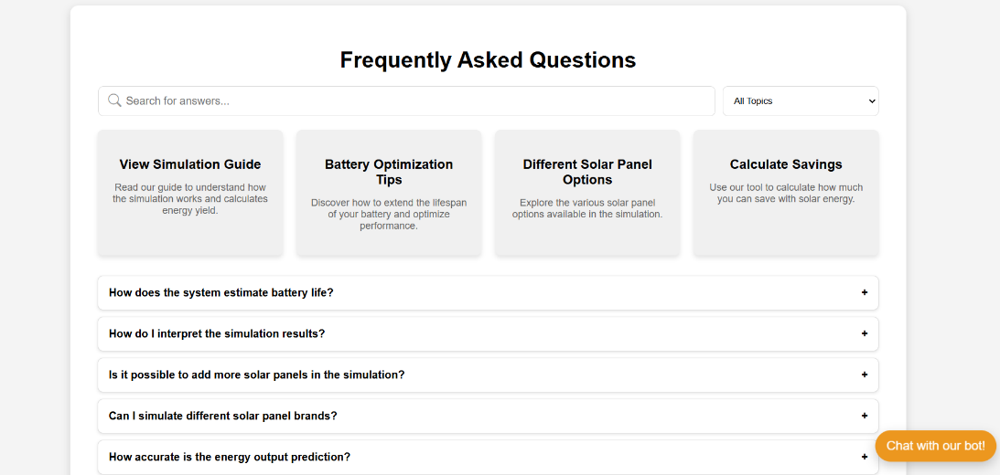 Frequently Asked Questions
Search for answers...
All Topics
View Simulation Guide
Read our guide to understand how
the simulation works and calculates
energy yield.
Battery Optimization
Tips
Discover how to extend the lifespan
of your battery and optimize
performance.
Different Solar Panel
Options
Explore the various solar panel
options available in the simulation.
Calculate Savings
Use our tool to calculate how much
you can save with solar energy.
How does the system estimate battery life? +
How do I interpret the simulation results? +
Is it possible to add more solar panels in the simulation? +
Can I simulate different solar panel brands? +
How accurate is the energy output prediction? +
Chat with our bot!